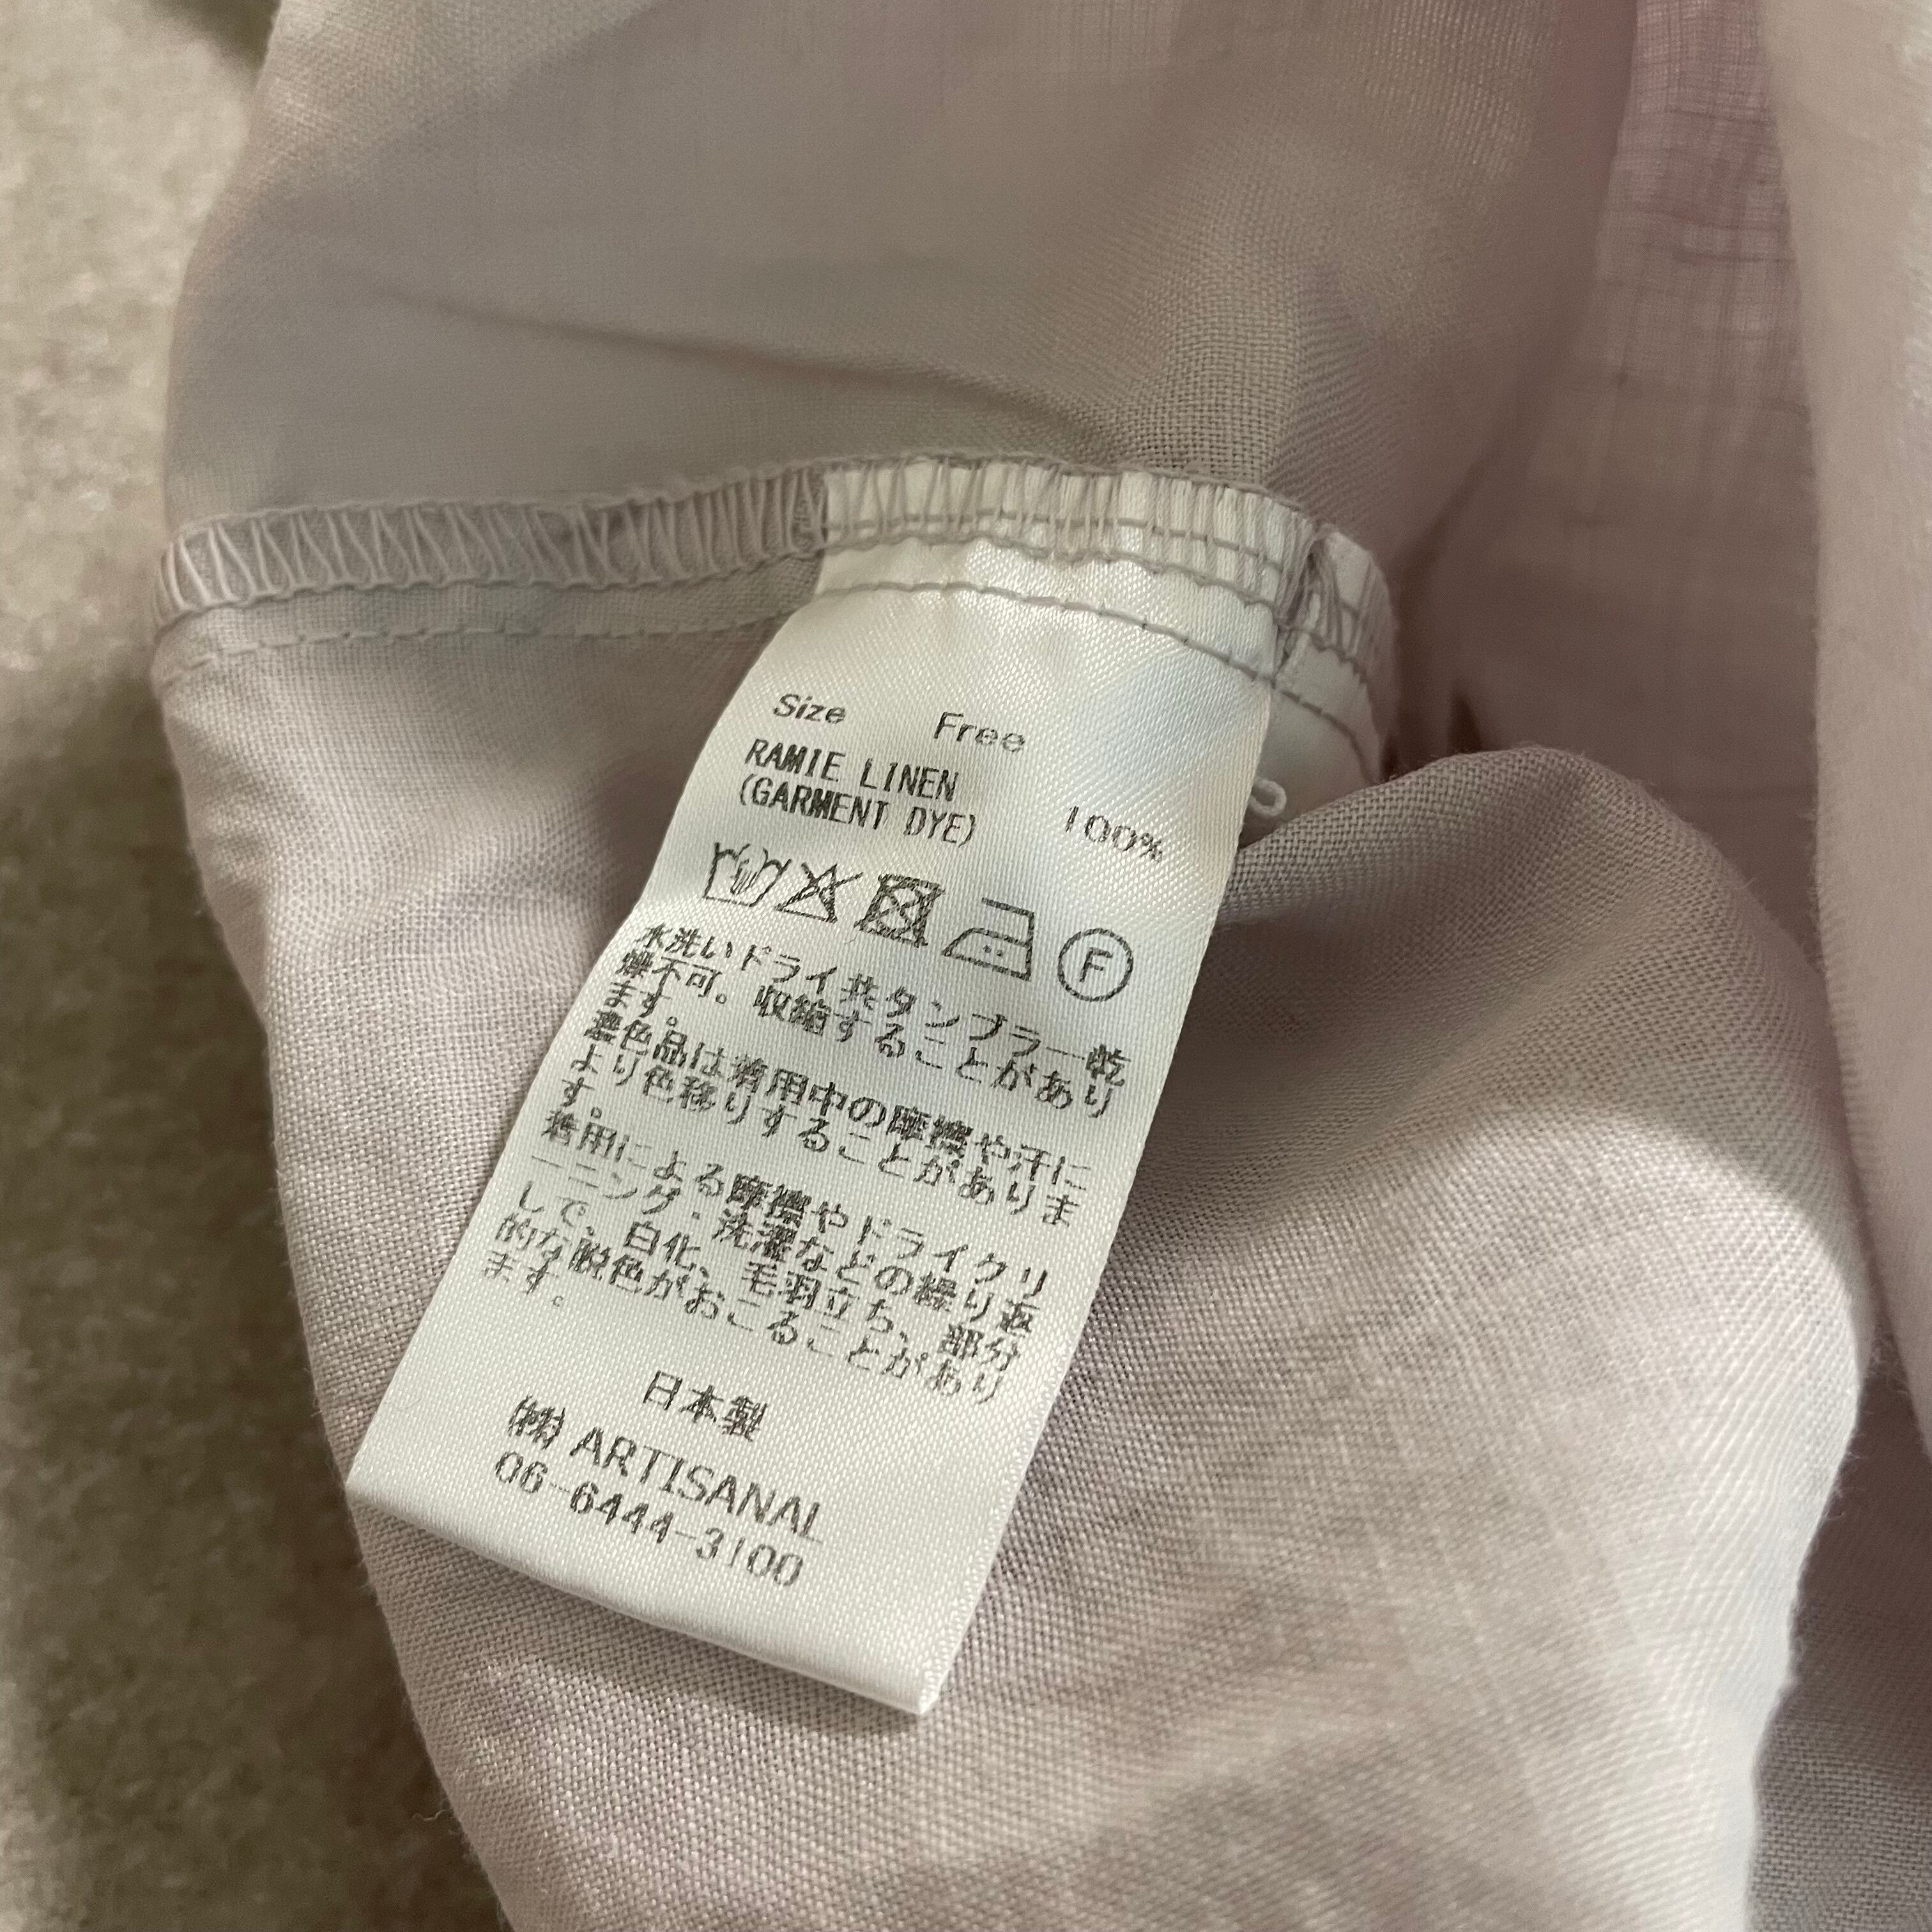 Size Free
RAMIE LINEN
(GARMENT DYE) 100%
F
水洗いドライ共タンブラー乾
燥不可。収縮することがあり
ます。
濃色品は着用中の摩擦や汗に
より色移りすることがありま
す。
着用による摩擦やドライクリ
ーニング・洗濯などの繰り返
しで、白化、毛羽立ち、部分
的な脱色がおこることがあり
ます。
日本製
㈱ ARTISANAL
06-6444-3100